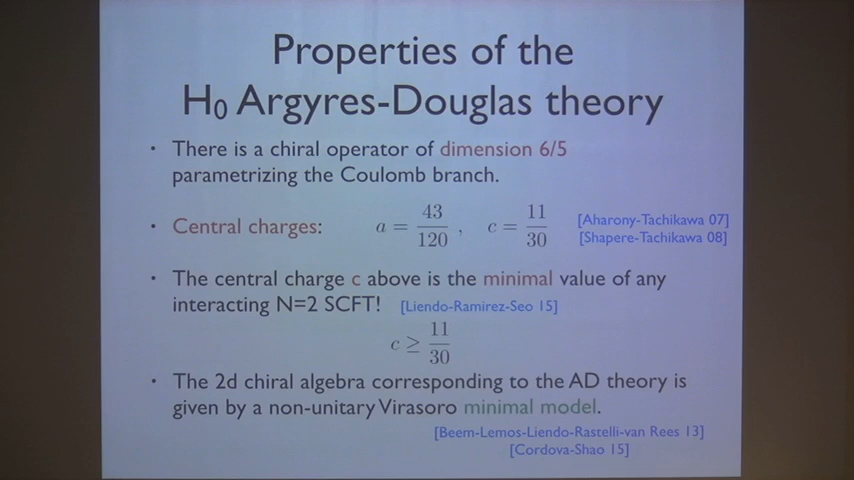 Properties of the
H₀ Argyres-Douglas theory
• There is a chiral operator of dimension 6/5
parametrizing the Coulomb branch.
• Central charges: a = 43/120 , c = 11/30 [Aharony-Tachikawa 07]
[Shapere-Tachikawa 08]
• The central charge c above is the minimal value of any
interacting N=2 SCFT! [Liendo-Ramirez-Seo 15]
c ≥ 11/30
• The 2d chiral algebra corresponding to the AD theory is
given by a non-unitary Virasoro minimal model.
[Beem-Lemos-Liendo-Rastelli-van Rees 13]
[Cordova-Shao 15]